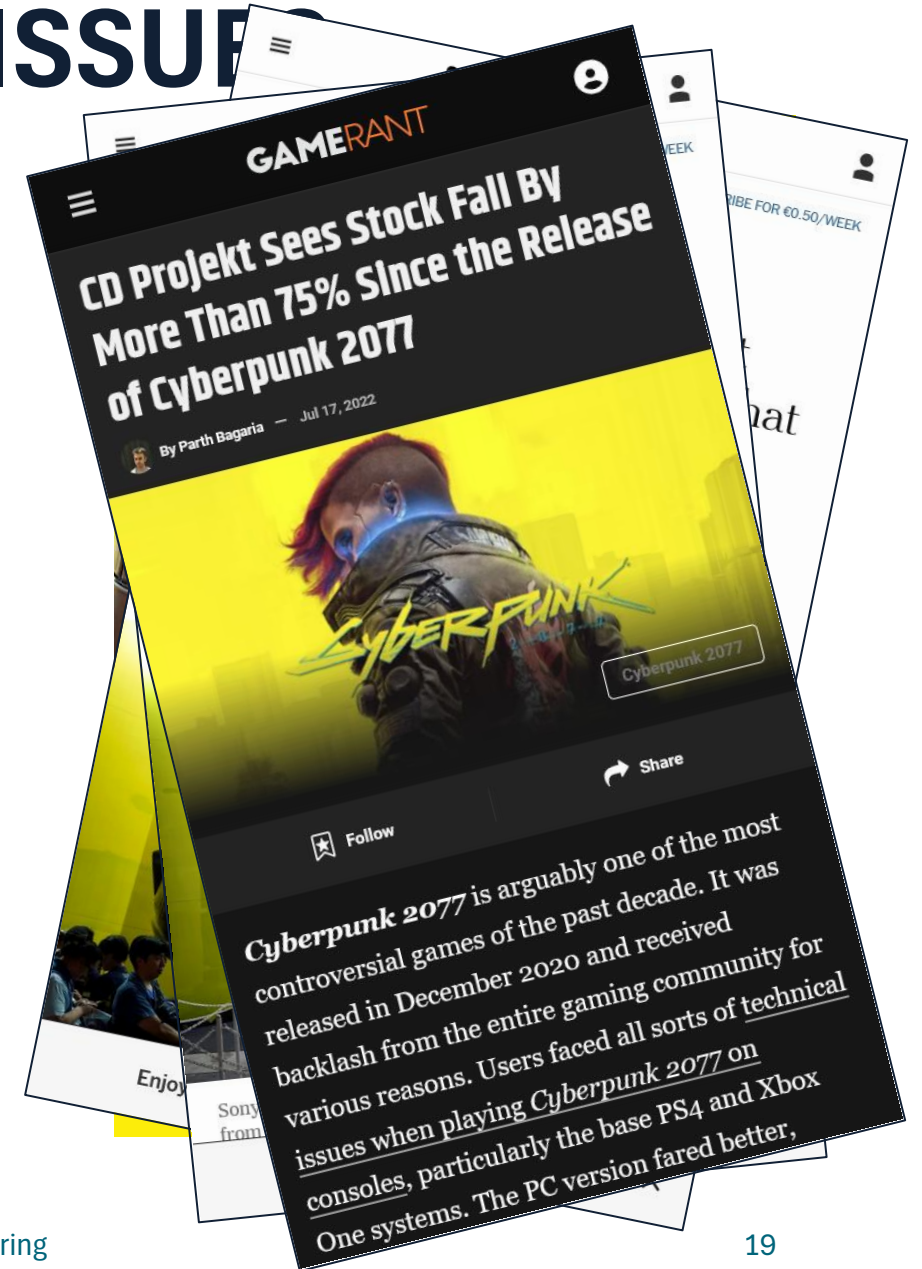 ISSUES
GAMERANT
EEK
RIBE FOR €0.50/WEEK
CD Projekt Sees Stock Fall By
More Than 75% Since the Release
of Cyberpunk 2077
By Parth Bagaria — Jul 17, 2022
hat
CYBERPUNK
2077
Cyberpunk 2077
Follow
Share
Cyberpunk 2077 is arguably one of the most
controversial games of the past decade. It was
released in December 2020 and received
backlash from the entire gaming community for
various reasons. Users faced all sorts of technical
issues when playing Cyberpunk 2077 on
consoles, particularly the base PS4 and Xbox
One systems. The PC version fared better,
Enjoy
Sony
from
ring
19